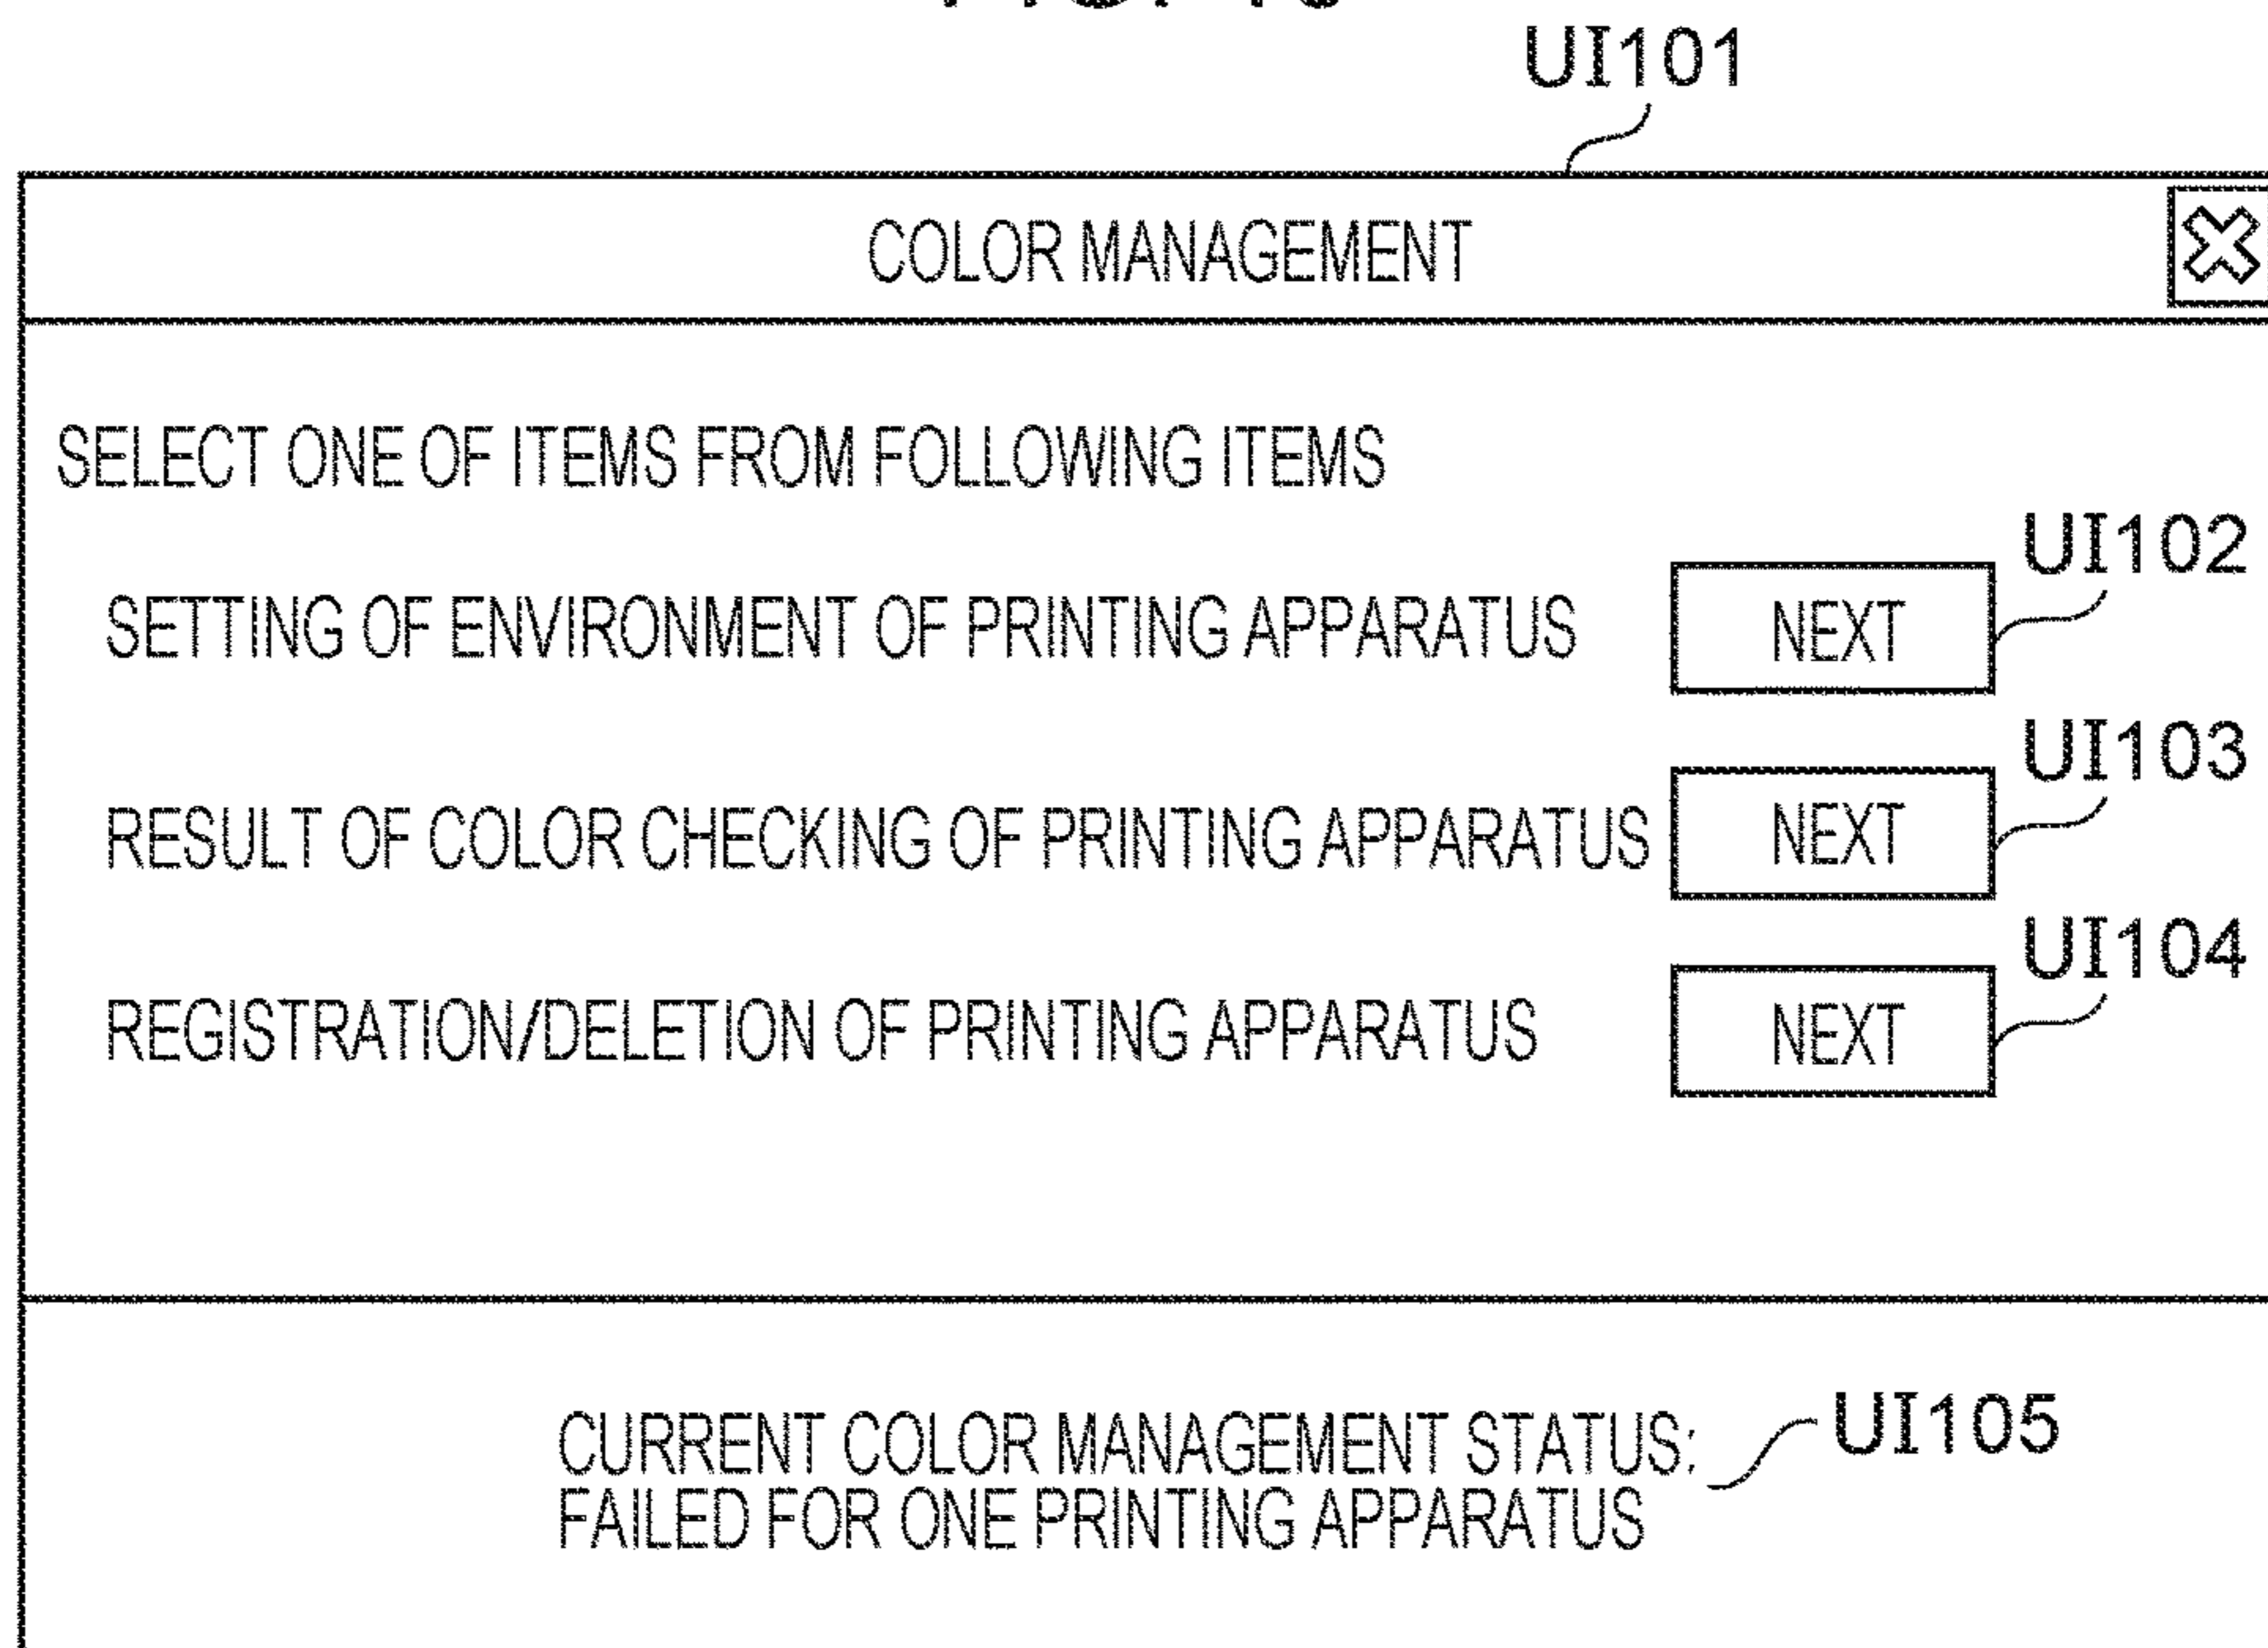 UI101
COLOR MANAGEMENT
SELECT ONE OF ITEMS FROM FOLLOWING ITEMS
UI102
SETTING OF ENVIRONMENT OF PRINTING APPARATUS NEXT
UI103
RESULT OF COLOR CHECKING OF PRINTING APPARATUS NEXT
UI104
REGISTRATION/DELETION OF PRINTING APPARATUS NEXT
CURRENT COLOR MANAGEMENT STATUS: UI105
FAILED FOR ONE PRINTING APPARATUS